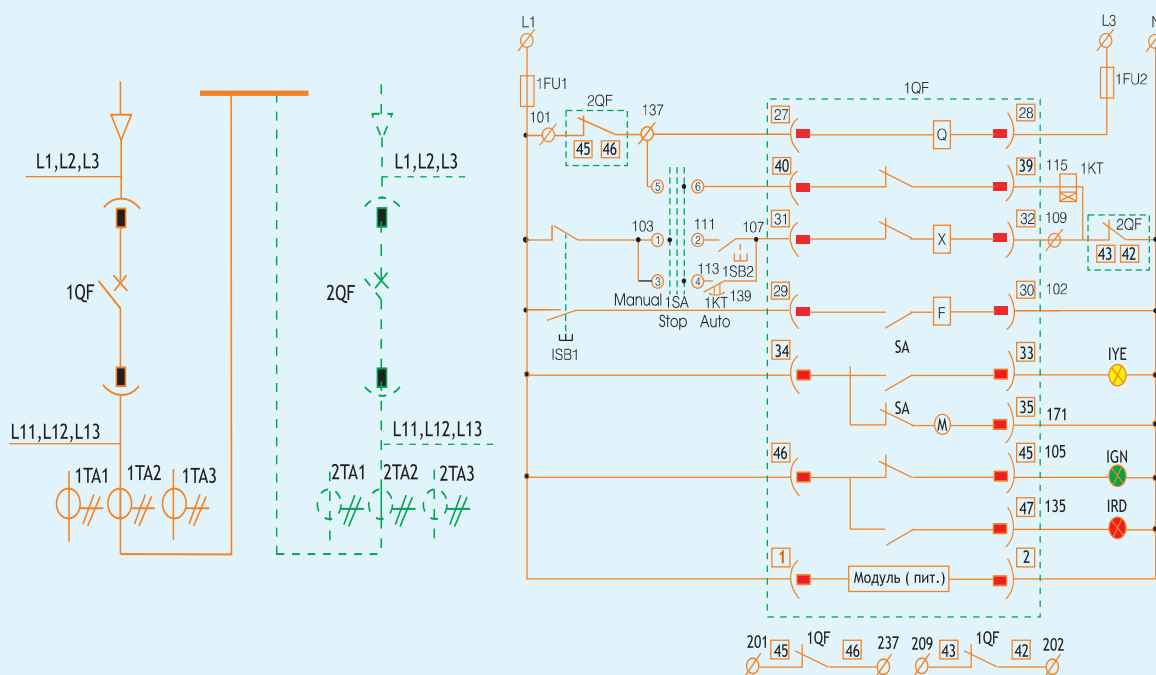 L1
L3
N
1FU1
1FU2
101
2QF
45 46
137
1QF
27
28
Q
40
39
115
1KT
5
6
31
32
X
109
2QF
43 42
103
1
111
2
107
1SB2
3
113
4
Manual
1SA
1KT
139
Stop
Auto
ISB1
29
30
102
F
34
33
SA
IYE
SA
M
35
171
46
45
105
IGN
47
135
IRD
1
2
Модуль ( пит.)
201
45
1QF
46
237
209
43
1QF
42
202
L1,L2,L3
1QF
L11,L12,L13
1TA1
1TA2
1TA3
L1,L2,L3
2QF
L11,L12,L13
2TA1
2TA2
2TA3